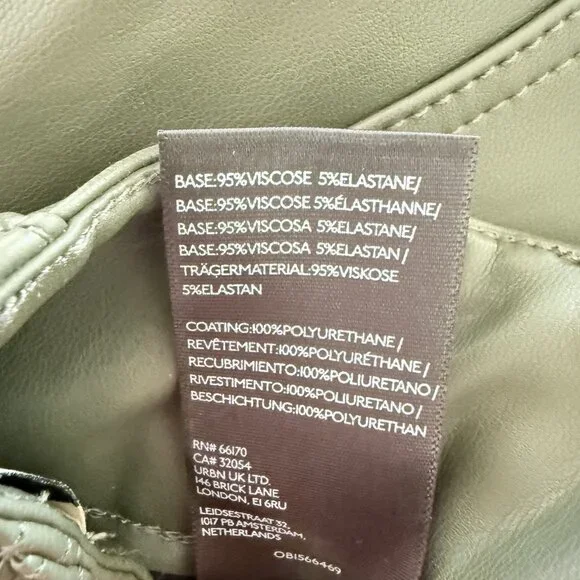 BASE:95%VISCOSE 5%ELASTANE/
BASE:95%VISCOSE 5%ÉLASTHANNE/
BASE:95%VISCOSA 5%ELASTANE/
BASE:95%VISCOSA 5%ELASTAN /
TRÄGERMATERIAL:95%VISKOSE
5%ELASTAN
COATING:100%POLYURETHANE /
REVÊTEMENT:100%POLYURÉTHANE /
RECUBRIMIENTO:100%POLIURETANO /
RIVESTIMENTO:100%POLIURETANO /
BESCHICHTUNG:100%POLYURETHAN
RN# 66170
CA# 32054
URBN UK LTD.
146 BRICK LANE
LONDON, E1 6RU
LEIDSESTRAAT 32,
1017 PB AMSTERDAM,
NETHERLANDS
OB1566469